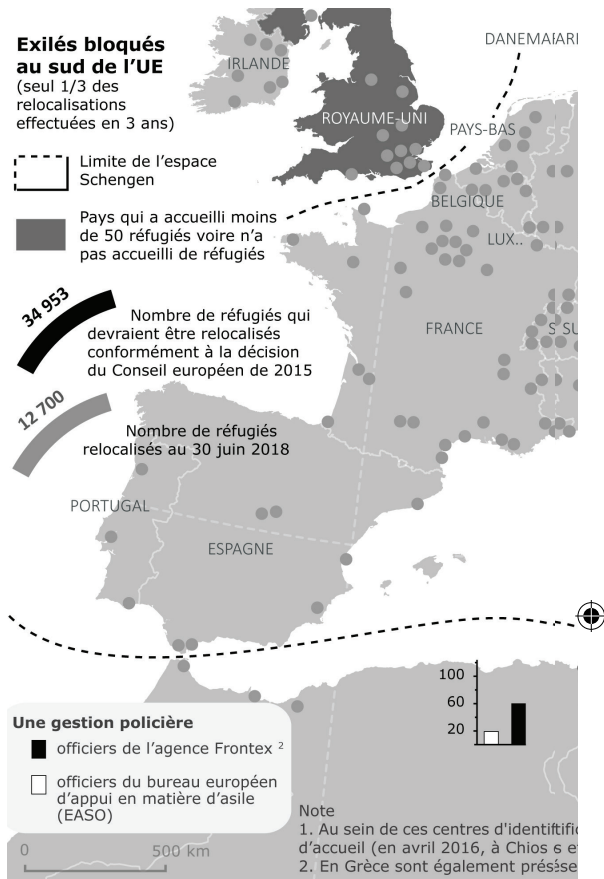 Exilés bloqués
au sud de l'UE
(seul 1/3 des
relocalisations
effectuées en 3 ans)
Limite de l'espace
Schengen
Pays qui a accueilli moins
de 50 réfugiés voire n'a
pas accueilli de réfugiés
34 953
Nombre de réfugiés qui
devraient être relocalisés
conformément à la décision
du Conseil européen de 2015
12 700
Nombre de réfugiés
relocalisés au 30 juin 2018
IRLANDE
ROYAUME-UNI
PAYS-BAS
BELGIQUE
LUX..
FRANCE
PORTUGAL
ESPAGNE
100
60
20
Une gestion policière
officiers de l'agence Frontex 2
officiers du bureau européen
d'appui en matière d'asile
(EASO)
0
500 km
Note
1. Au sein de ces centres
d'accueil (en avril 2016, à Chios
2. En Grèce sont également